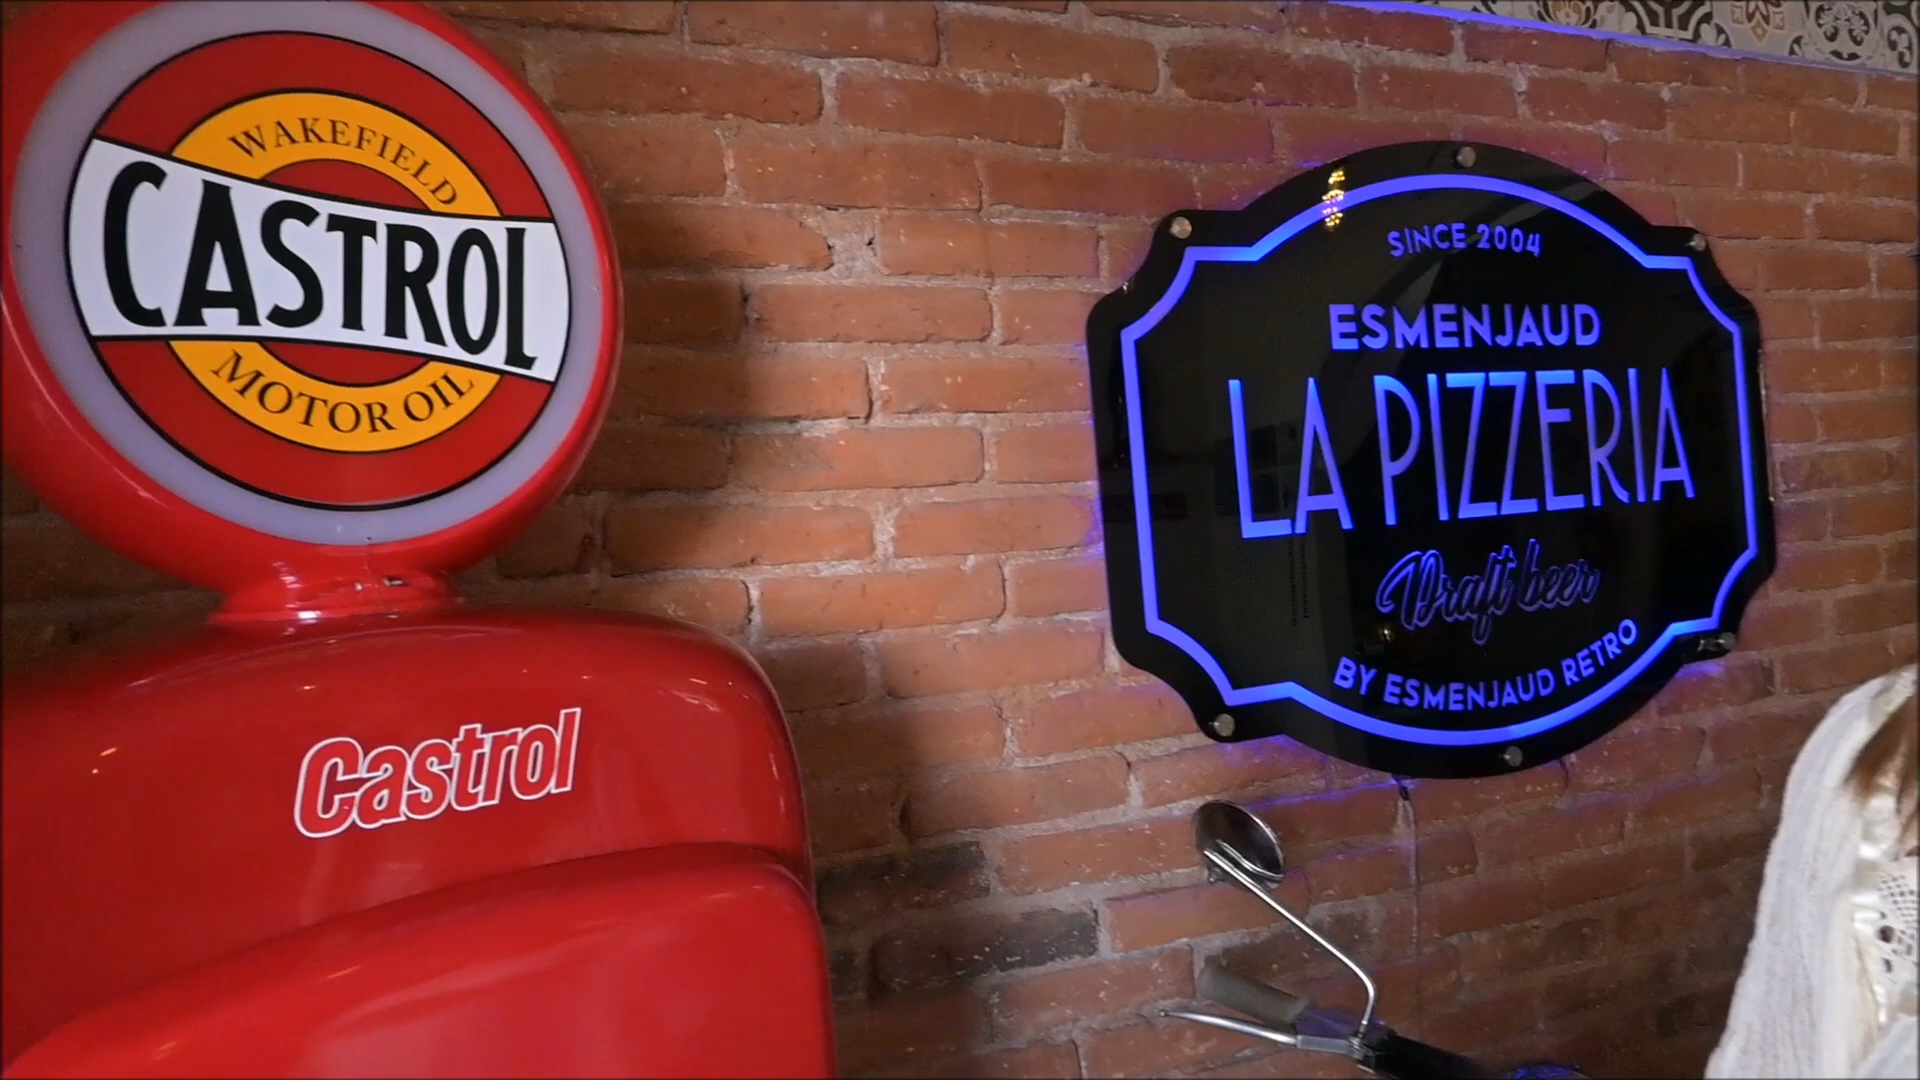 WAKEFIELD
CASTROL
MOTOR OIL
Castrol
SINCE 2004
ESMENJAUD
LA PIZZERIA
Draft beer
BY ESMENJAUD RETRO